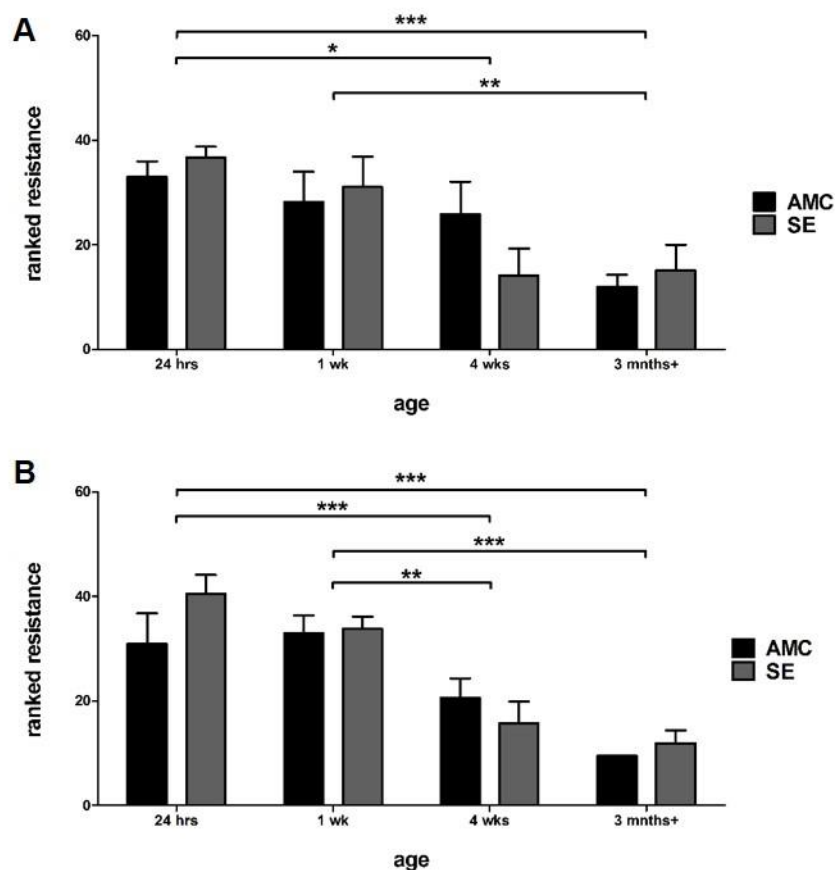 A
***
*
**
60
40
20
0
ranked resistance
24 hrs
1 wk
4 wks
3 mnths+
age
AMC
SE
B
***
***
***
**
60
40
20
0
ranked resistance
24 hrs
1 wk
4 wks
3 mnths+
age
AMC
SE